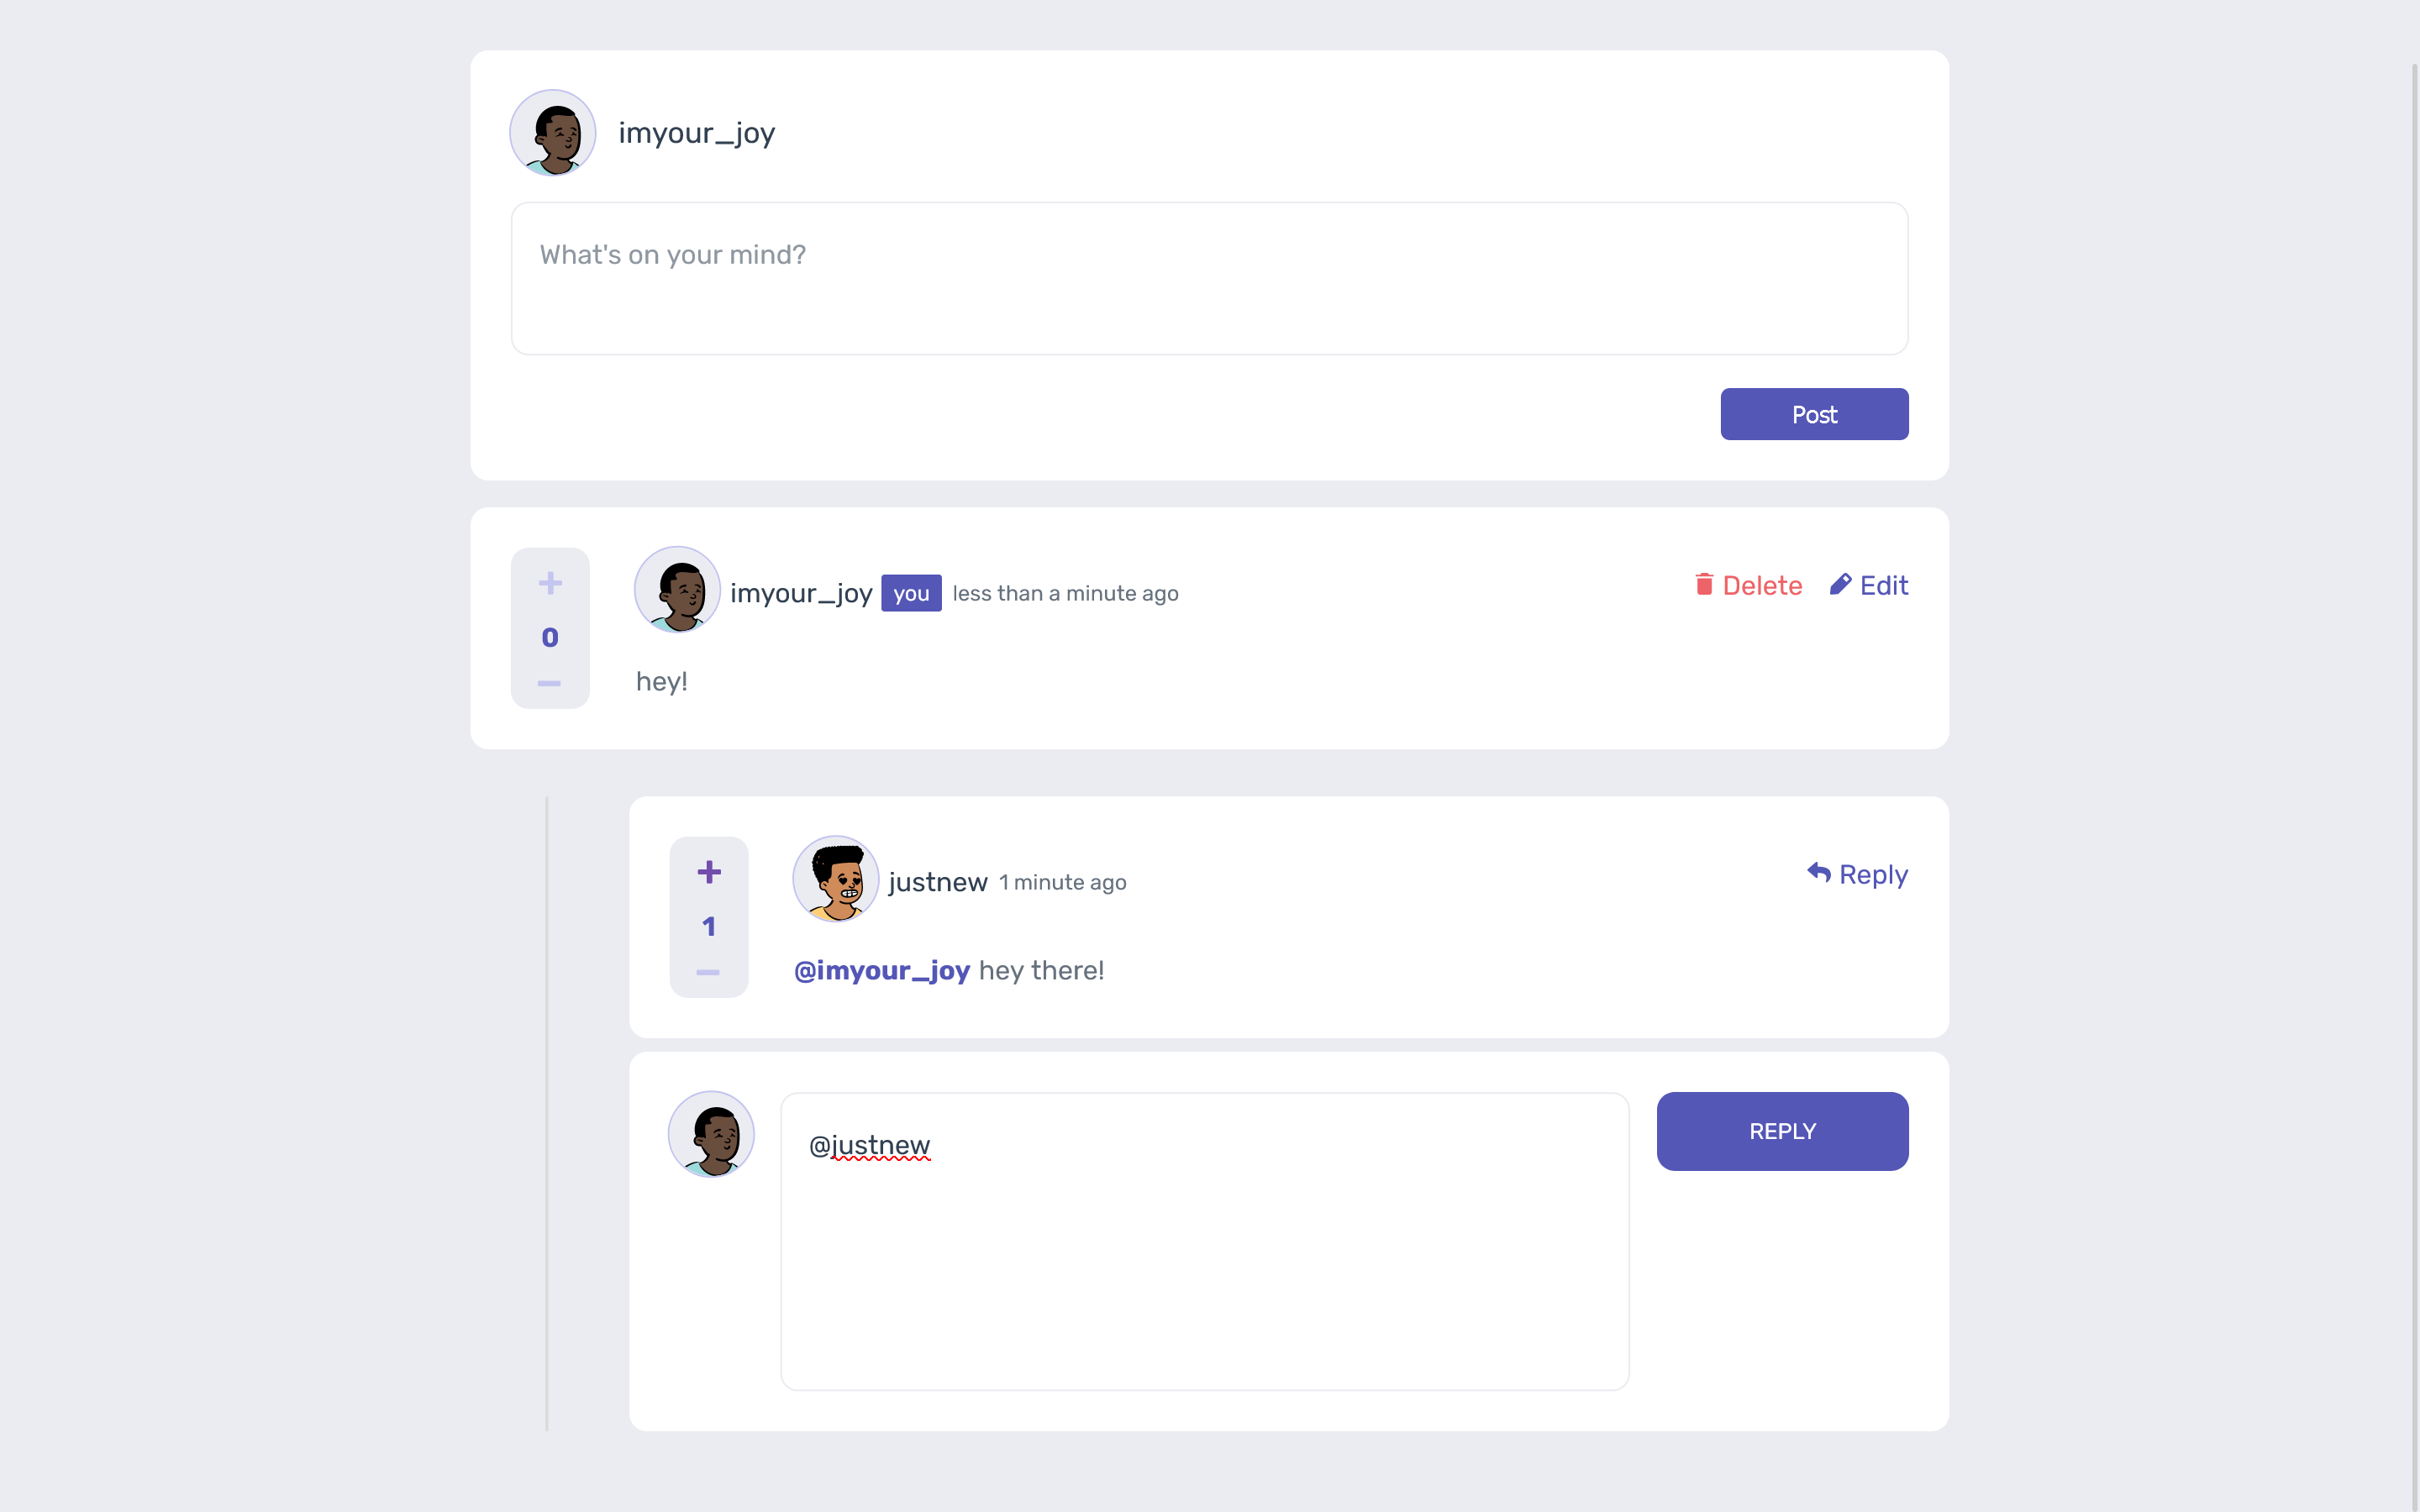 imyour_joy
What's on your mind?
Post
0
imyour_joy you less than a minute ago
Delete Edit
hey!
1
justnew 1 minute ago
Reply
@imyour_joy hey there!
@justnew
REPLY